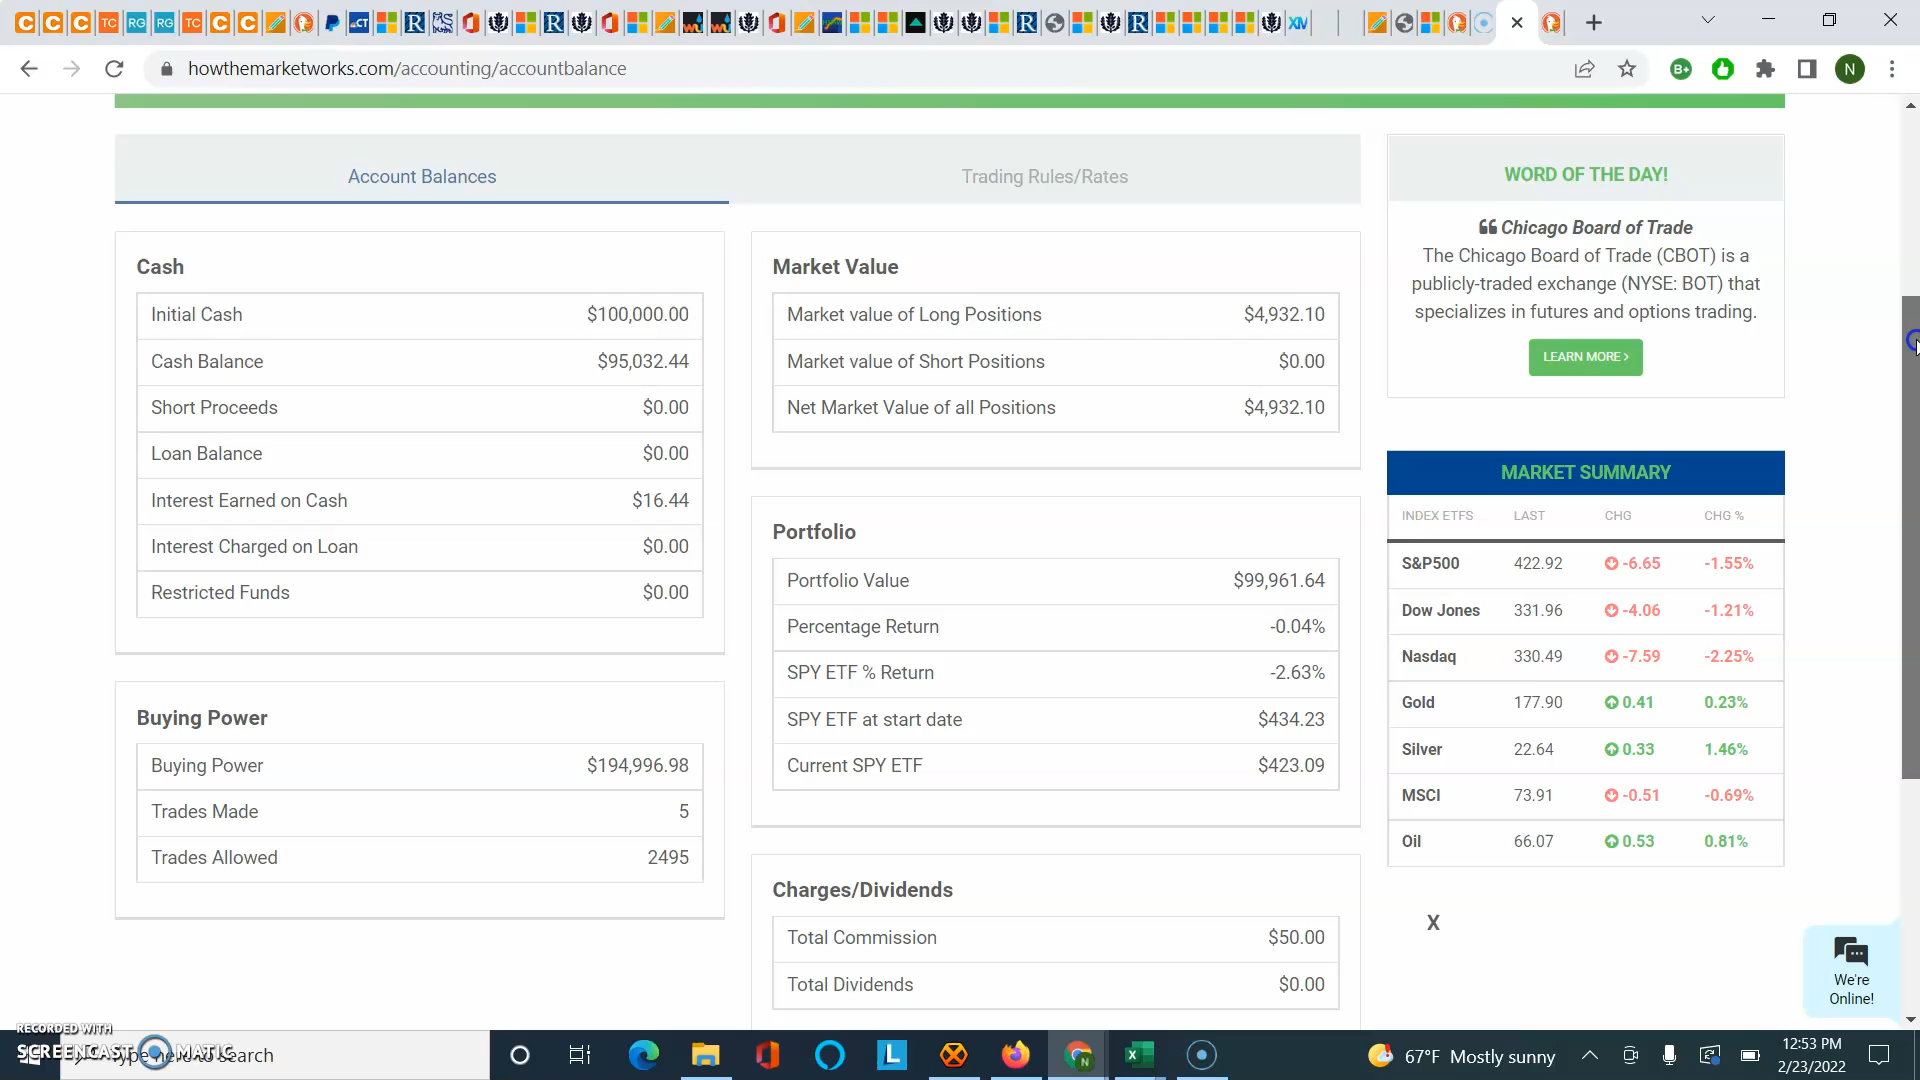 howthemarketworks.com/accounting/accountbalance
Account Balances
Trading Rules/Rates
Cash
Initial Cash $100,000.00
Cash Balance $95,032.44
Short Proceeds $0.00
Loan Balance $0.00
Interest Earned on Cash $16.44
Interest Charged on Loan $0.00
Restricted Funds $0.00
Buying Power
Buying Power $194,996.98
Trades Made 5
Trades Allowed 2495
Market Value
Market value of Long Positions $4,932.10
Market value of Short Positions $0.00
Net Market Value of all Positions $4,932.10
Portfolio
Portfolio Value $99,961.64
Percentage Return -0.04%
SPY ETF % Return -2.63%
SPY ETF at start date $434.23
Current SPY ETF $423.09
Charges/Dividends
Total Commission $50.00
Total Dividends $0.00
WORD OF THE DAY!
❝ Chicago Board of Trade
The Chicago Board of Trade (CBOT) is a
publicly-traded exchange (NYSE: BOT) that
specializes in futures and options trading.
LEARN MORE >
MARKET SUMMARY
INDEX ETFS LAST CHG CHG %
S&P500 422.92 -6.65 -1.55%
Dow Jones 331.96 -4.06 -1.21%
Nasdaq 330.49 -7.59 -2.25%
Gold 177.90 0.41 0.23%
Silver 22.64 0.33 1.46%
MSCI 73.91 -0.51 -0.69%
Oil 66.07 0.53 0.81%
X
We're
Online!
RECORDED WITH
SCREENCAST MATIC
Type here to search
67°F Mostly sunny
12:53 PM
2/23/2022